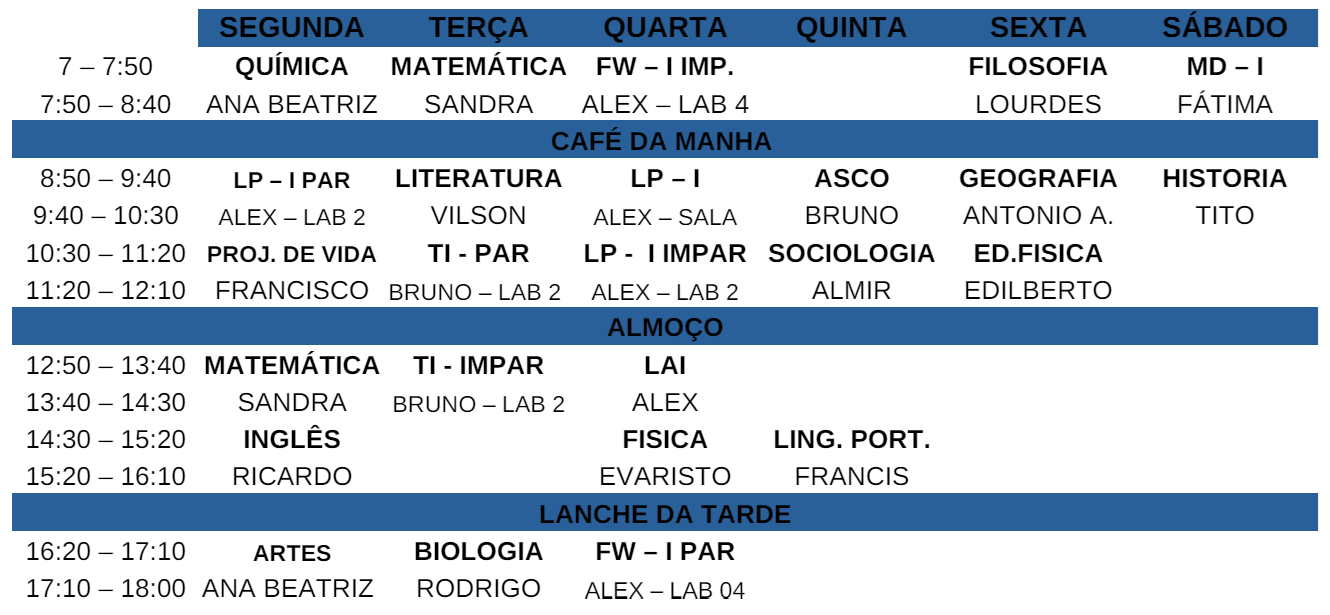 SEGUNDA TERÇA QUARTA QUINTA SEXTA SÁBADO
7 – 7:50 QUÍMICA MATEMÁTICA FW – I IMP. FILOSOFIA MD – I
7:50 – 8:40 ANA BEATRIZ SANDRA ALEX – LAB 4 LOURDES FÁTIMA
CAFÉ DA MANHA
8:50 – 9:40 LP – I PAR LITERATURA LP – I ASCO GEOGRAFIA HISTORIA
9:40 – 10:30 ALEX – LAB 2 VILSON ALEX – SALA BRUNO ANTONIO A. TITO
10:30 – 11:20 PROJ. DE VIDA TI - PAR LP - I IMPAR SOCIOLOGIA ED.FISICA
11:20 – 12:10 FRANCISCO BRUNO – LAB 2 ALEX – LAB 2 ALMIR EDILBERTO
ALMOÇO
12:50 – 13:40 MATEMÁTICA TI - IMPAR LAI
13:40 – 14:30 SANDRA BRUNO – LAB 2 ALEX
14:30 – 15:20 INGLÊS FISICA LING. PORT.
15:20 – 16:10 RICARDO EVARISTO FRANCIS
LANCHE DA TARDE
16:20 – 17:10 ARTES BIOLOGIA FW – I PAR
17:10 – 18:00 ANA BEATRIZ RODRIGO ALEX – LAB 04